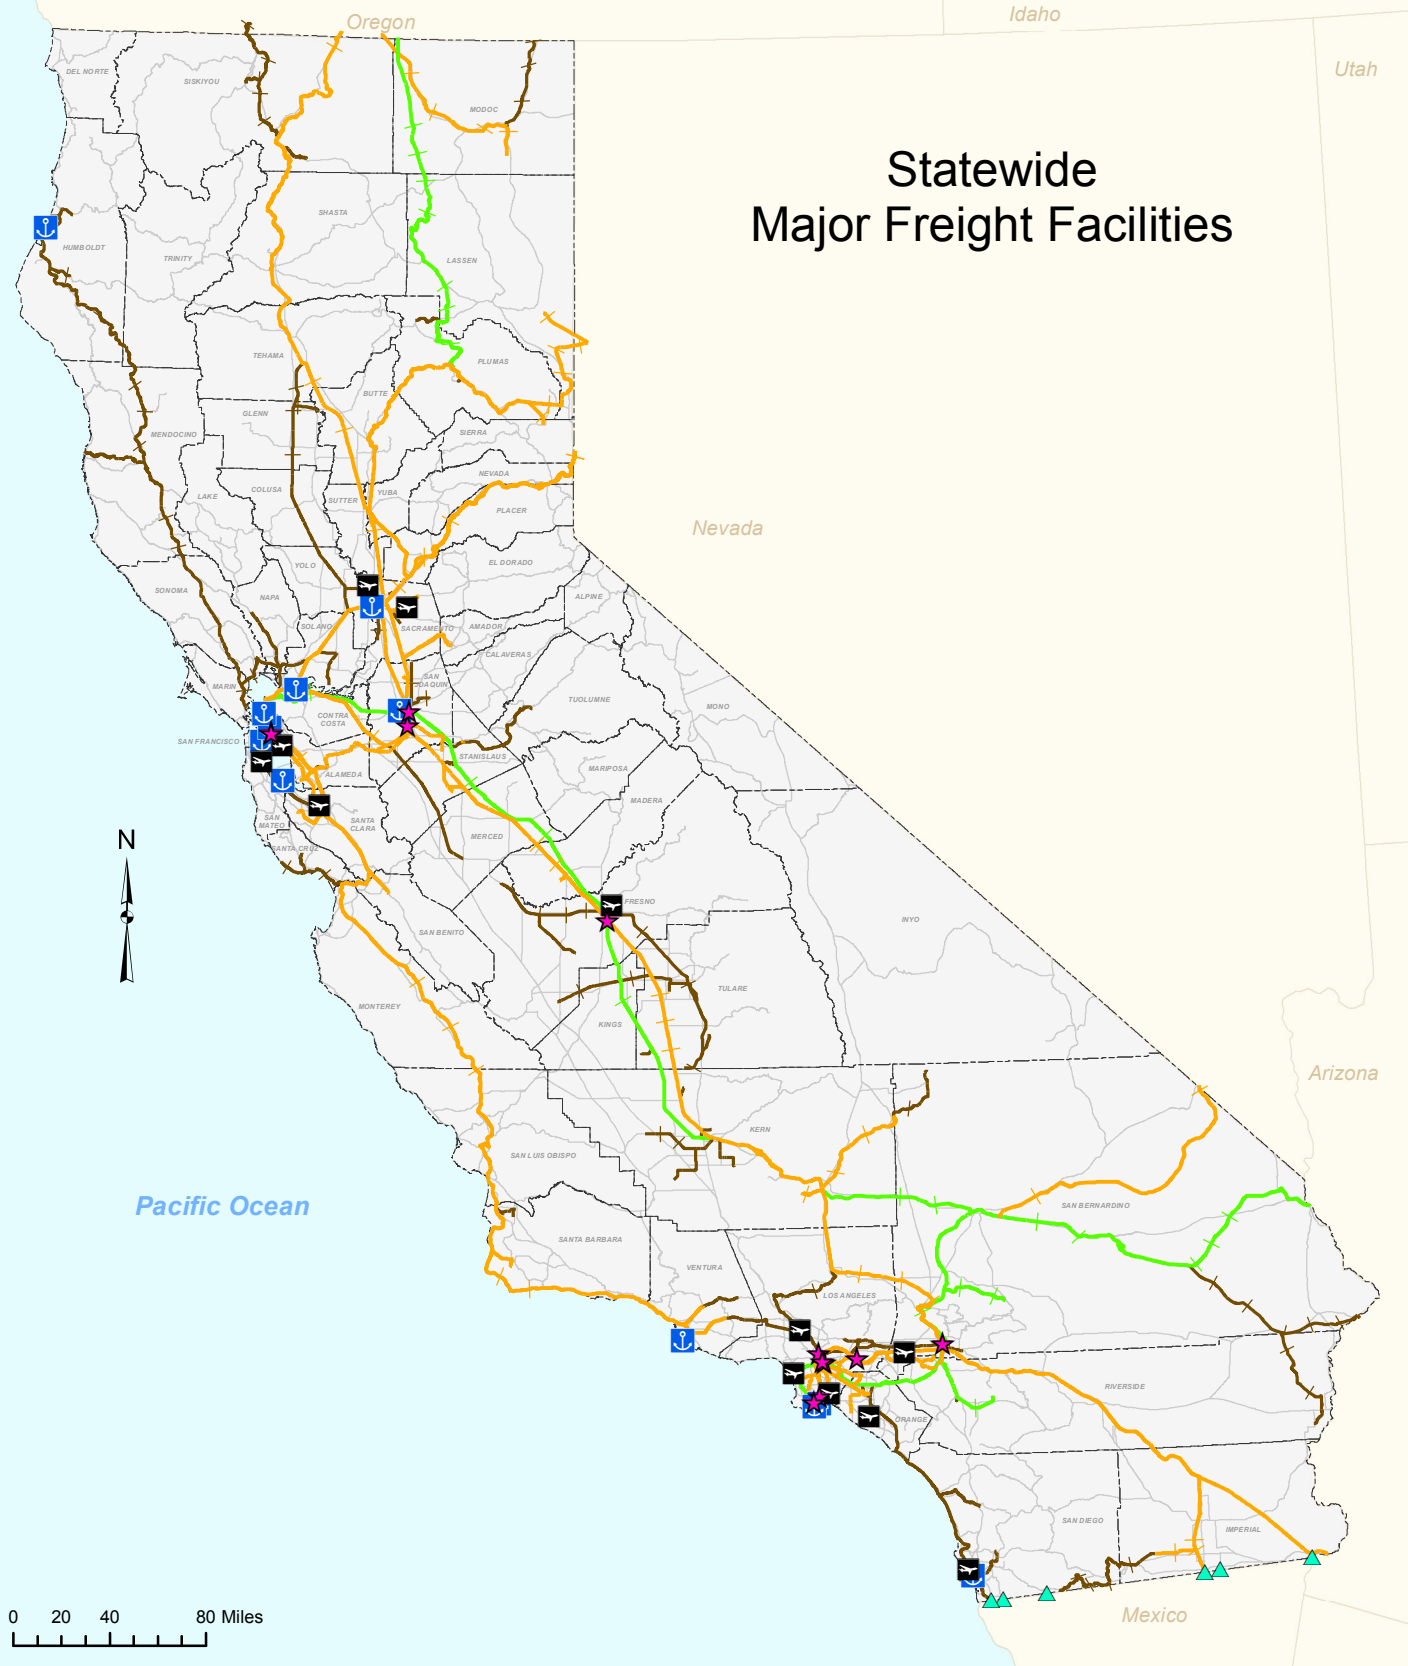 Oregon
Idaho
Utah
DEL NORTE
SISKIYOU
MODOC
Statewide
Major Freight Facilities
SHASTA
HUMBOLDT
TRINITY
LASSEN
TEHAMA
PLUMAS
BUTTE
GLENN
MENDOCINO
SIERRA
NEVADA
LAKE
COLUSA
SUTTER
YUBA
PLACER
Nevada
YOLO
EL DORADO
SONOMA
NAPA
ALPINE
SOLANO
SACRAMENTO
AMADOR
CALAVERAS
MARIN
SAN
JOAQUIN
TUOLUMNE
MONO
CONTRA
COSTA
SAN FRANCISCO
STANISLAUS
ALAMEDA
MARIPOSA
MADERA
SAN
MATEO
SANTA
CLARA
MERCED
N
SANTA CRUZ
FRESNO
INYO
SAN BENITO
TULARE
MONTEREY
KINGS
Arizona
KERN
SAN LUIS OBISPO
Pacific Ocean
SAN BERNARDINO
SANTA BARBARA
VENTURA
LOS ANGELES
RIVERSIDE
ORANGE
SAN DIEGO
IMPERIAL
0 20 40 80 Miles
Mexico